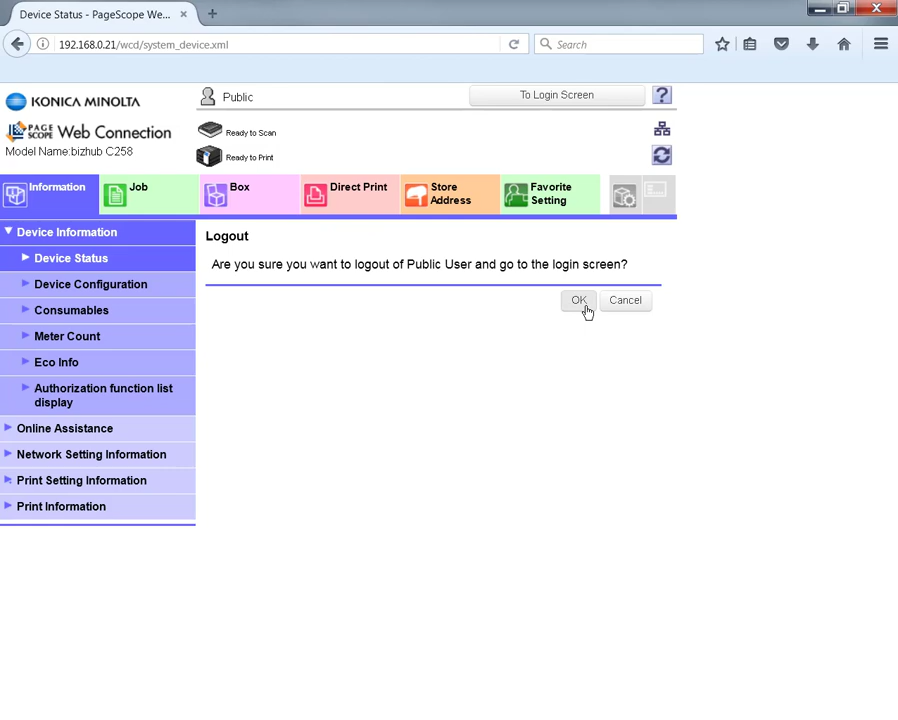 Device Status - PageScope We...
192.168.0.21/wcd/system_device.xml
Search
KONICA MINOLTA
Public
To Login Screen
?
PAGE SCOPE Web Connection
Ready to Scan
Model Name:bizhub C258
Ready to Print
Information
Job
Box
Direct Print
Store
Address
Favorite
Setting
Device Information
Device Status
Device Configuration
Consumables
Meter Count
Eco Info
Authorization function list
display
Online Assistance
Network Setting Information
Print Setting Information
Print Information
Logout
Are you sure you want to logout of Public User and go to the login screen?
OK
Cancel